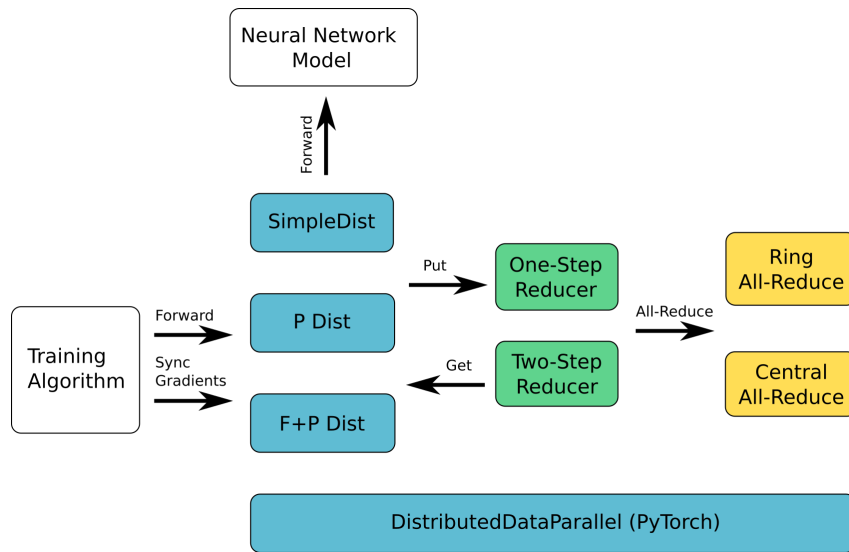 Neural Network
Model
Forward
SimpleDist
Put
One-Step
Reducer
Ring
All-Reduce
Forward
P Dist
All-Reduce
Training
Algorithm
Sync
Gradients
Get
Two-Step
Reducer
Central
All-Reduce
F+P Dist
DistributedDataParallel (PyTorch)